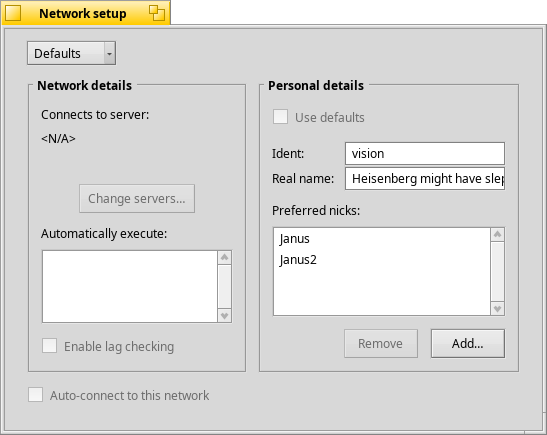 Network setup
Defaults
Network details
Connects to server:
<N/A>
Change servers...
Automatically execute:
Enable lag checking
Personal details
Use defaults
Ident: vision
Real name: Heisenberg might have
Preferred nicks:
Janus
Janus2
Remove
Add...
Auto-connect to this network